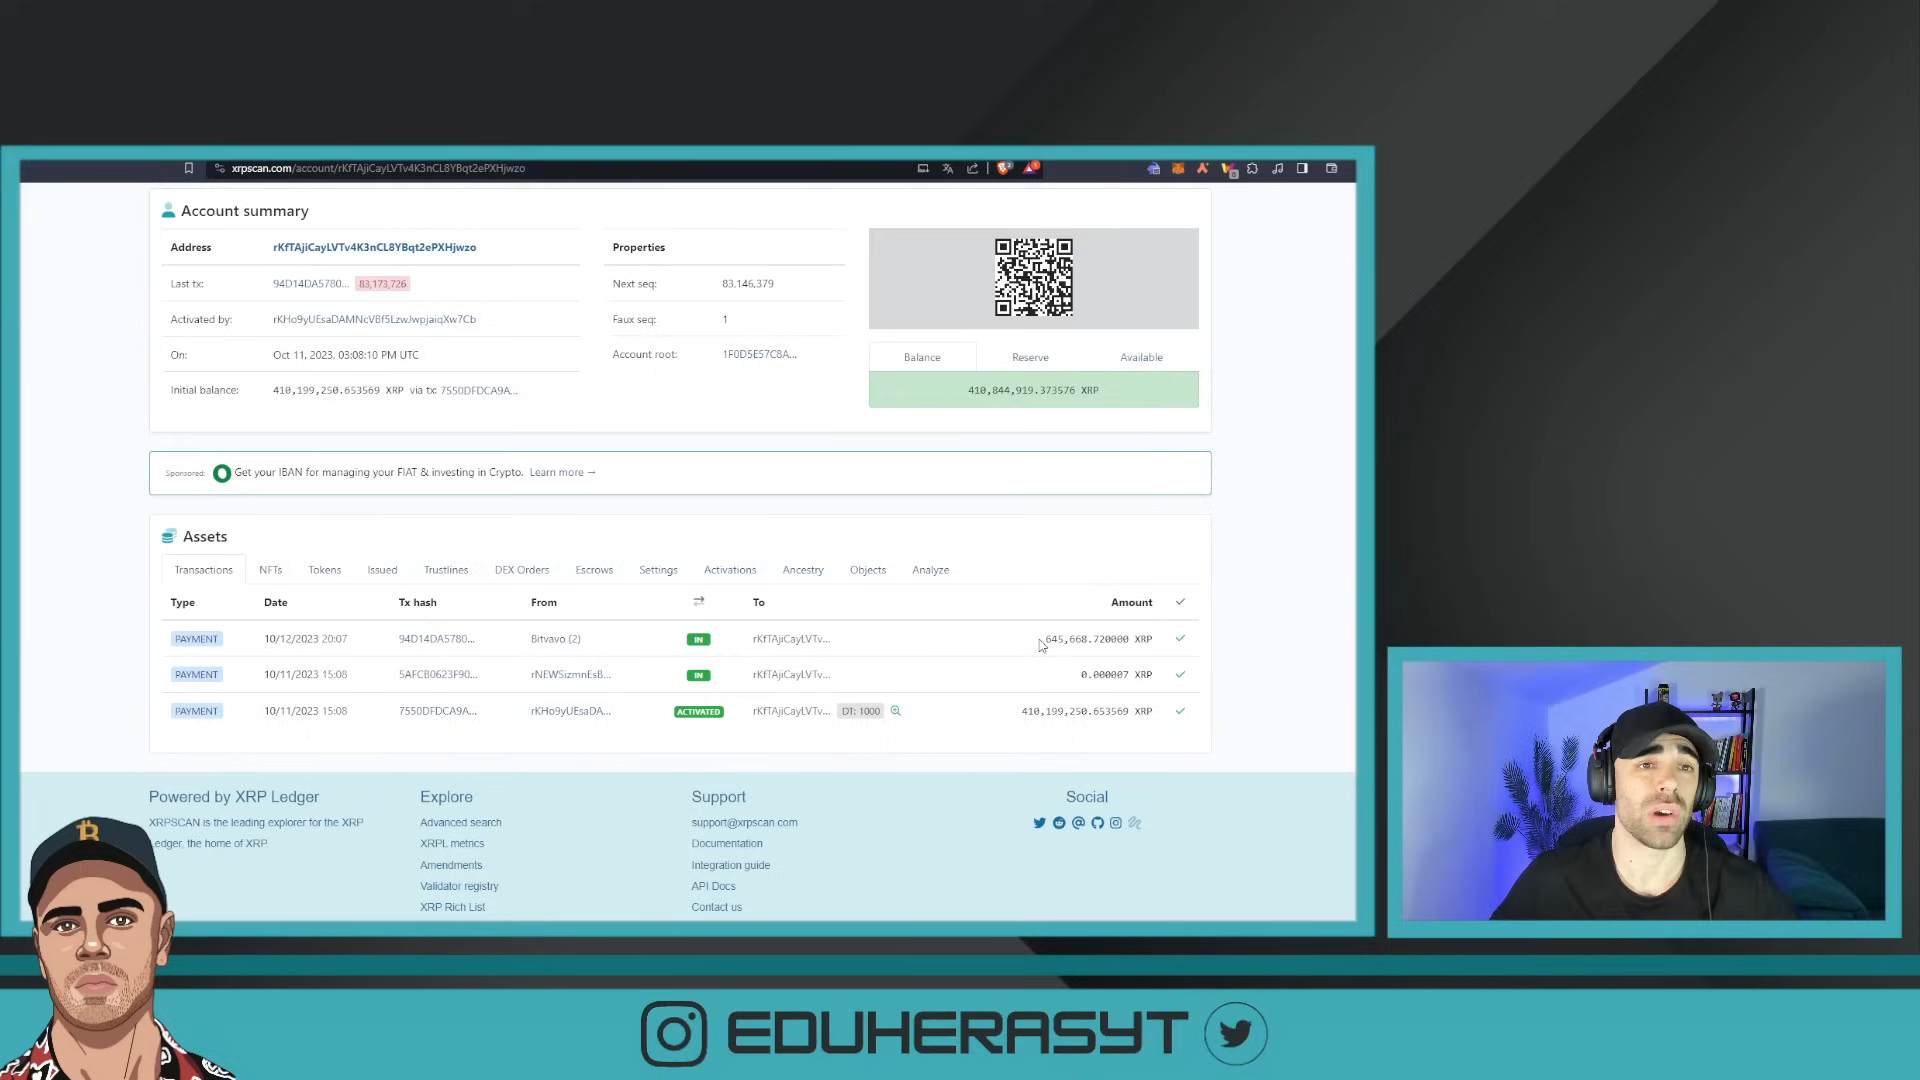 xrpscan.com/account/rKfTAjiCayLVTv4K3nCL8YBqt2ePXHjwzo
Account summary
Address rKfTAjiCayLVTv4K3nCL8YBqt2ePXHjwzo
Last tx: 94D14DA5780... 83,173,726
Activated by: rKHo9yUEsaDAMNcVBf5LzwJwpjaiqXw7Cb
On: Oct 11, 2023, 03:08:10 PM UTC
Initial balance: 410,199,250.653569 XRP via tx: 7550DFDCA9A...
Properties
Next seq: 83,146,379
Faux seq: 1
Account root: 1F0D5E57C8A...
Balance Reserve Available
410,844,919.373576 XRP
Sponsored: Get your IBAN for managing your FIAT & investing in Crypto. Learn more →
Assets
Transactions NFTs Tokens Issued Trustlines DEX Orders Escrows Settings Activations Ancestry Objects Analyze
Type Date Tx hash From To Amount
PAYMENT 10/12/2023 20:07 94D14DA5780... Bitvavo (2) IN rKfTAjiCayLVTv... 645,668.720000 XRP
PAYMENT 10/11/2023 15:08 5AFCB0623F90... rNEWSizmnEsB... IN rKfTAjiCayLVTv... 0.000007 XRP
PAYMENT 10/11/2023 15:08 7550DFDCA9A... rKHo9yUEsaDA... ACTIVATED rKfTAjiCayLVTv... DT: 1000 410,199,250.653569 XRP
Powered by XRP Ledger
XRPSCAN is the leading explorer for the XRP
edger, the home of XRP.
Explore
Advanced search
XRPL metrics
Amendments
Validator registry
XRP Rich List
Support
support@xrpscan.com
Documentation
Integration guide
API Docs
Contact us
Social
EDUHERASYT